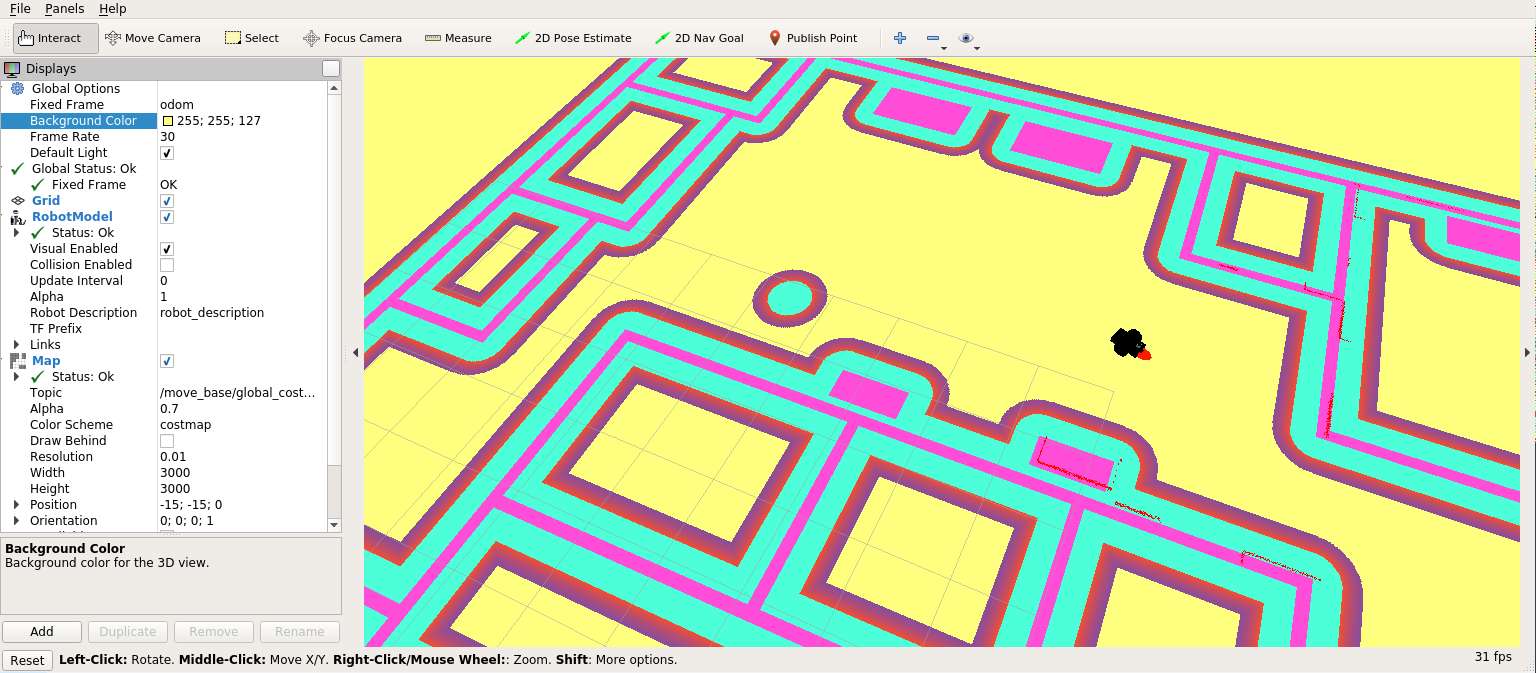 File Panels Help
Interact Move Camera Select Focus Camera Measure 2D Pose Estimate 2D Nav Goal Publish Point
Displays
Global Options
Fixed Frame odom
Background Color 255; 255; 127
Frame Rate 30
Default Light
Global Status: Ok
Fixed Frame OK
Grid
RobotModel
Status: Ok
Visual Enabled
Collision Enabled
Update Interval 0
Alpha 1
Robot Description robot_description
TF Prefix
Links
Map
Status: Ok
Topic /move_base/global_cost...
Alpha 0.7
Color Scheme costmap
Draw Behind
Resolution 0.01
Width 3000
Height 3000
Position -15; -15; 0
Orientation 0; 0; 0; 1
Background Color
Background color for the 3D view.
Add Duplicate Remove Rename
Reset Left-Click: Rotate. Middle-Click: Move X/Y. Right-Click/Mouse Wheel:: Zoom. Shift: More options. 31 fps